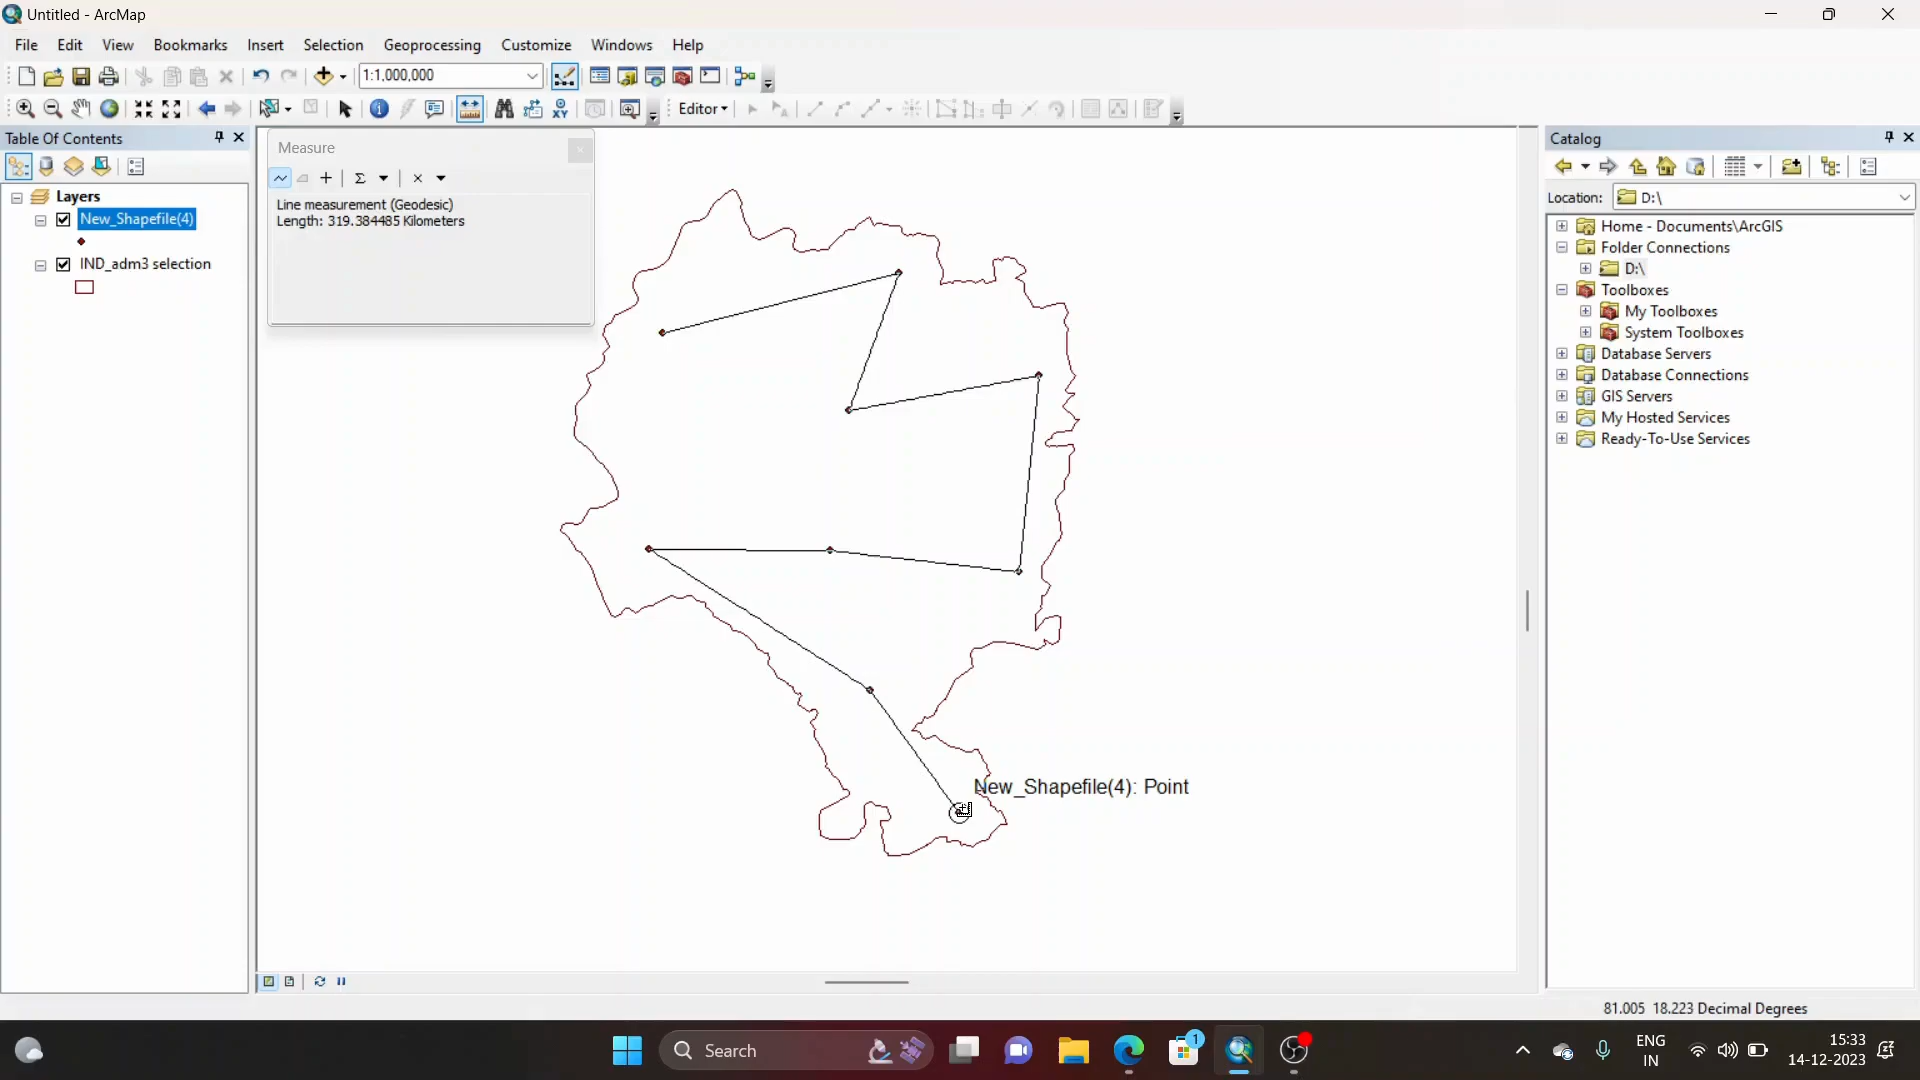 Untitled - ArcMap
File Edit View Bookmarks Insert Selection Geoprocessing Customize Windows Help
1:1,000,000
Editor
Table Of Contents
Layers
New_Shapefile(4)
IND_adm3 selection
Measure
Line measurement (Geodesic)
Length: 319.384485 Kilometers
New_Shapefile(4): Point
Catalog
Location: D:\
Home - Documents\ArcGIS
Folder Connections
D:\
Toolboxes
My Toolboxes
System Toolboxes
Database Servers
Database Connections
GIS Servers
My Hosted Services
Ready-To-Use Services
81.005 18.223 Decimal Degrees
Search
1
ENG
IN
15:33
14-12-2023